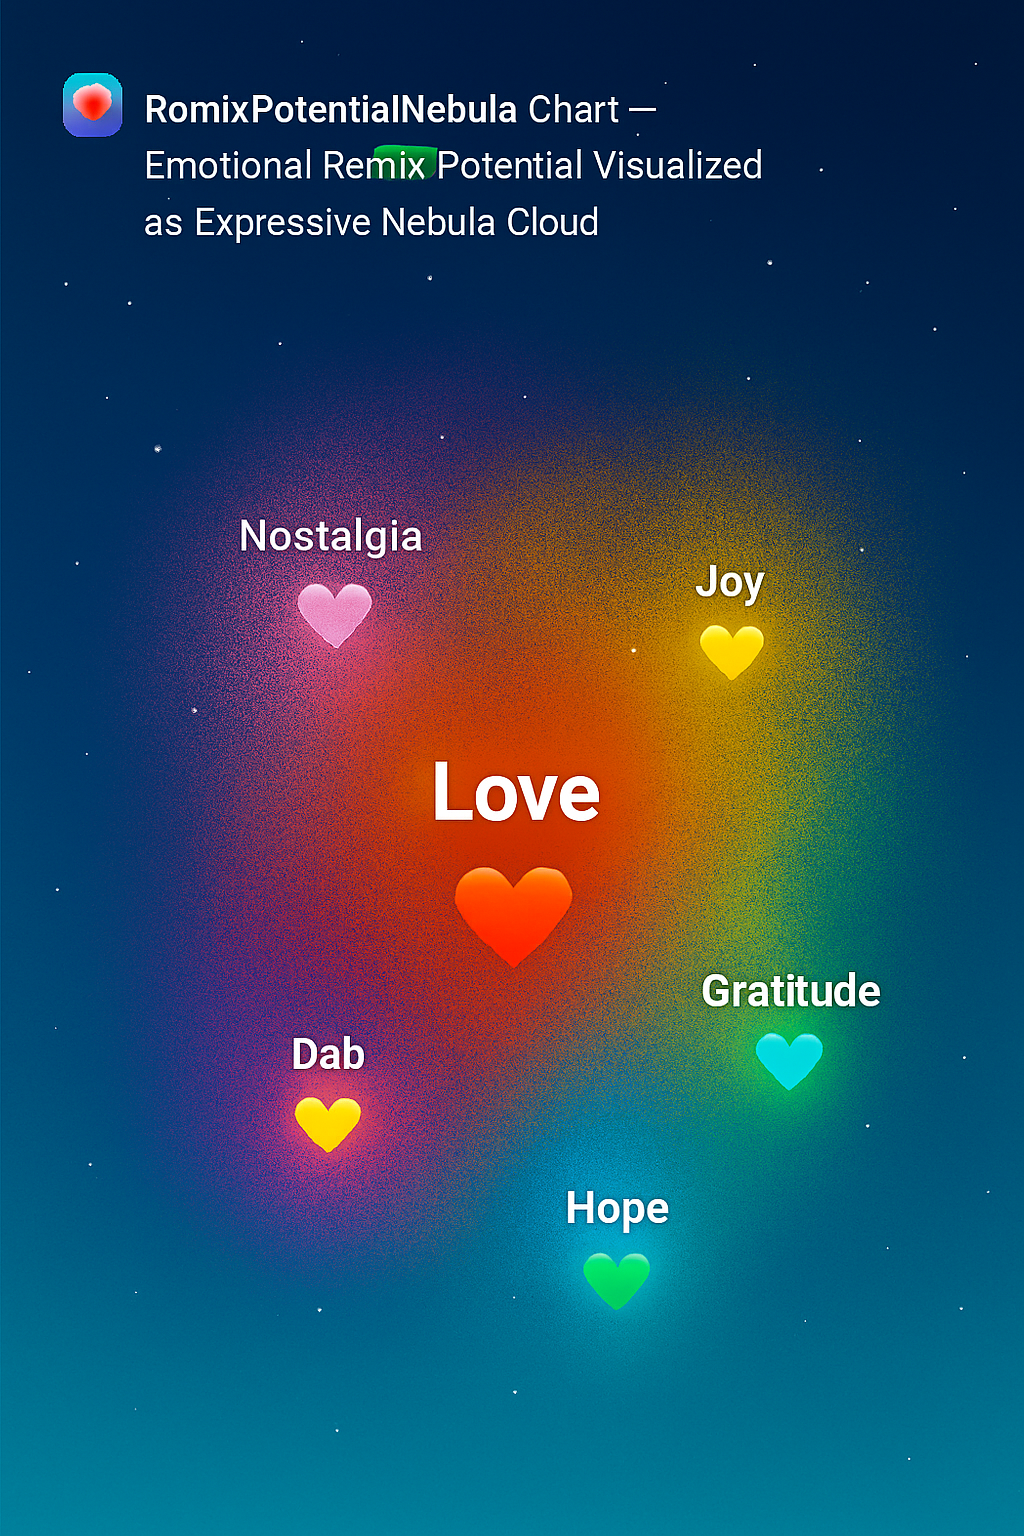 RomixPotentialNebula Chart —
Emotional Remix Potential Visualized
as Expressive Nebula Cloud
Nostalgia
Joy
Love
Gratitude
Dab
Hope